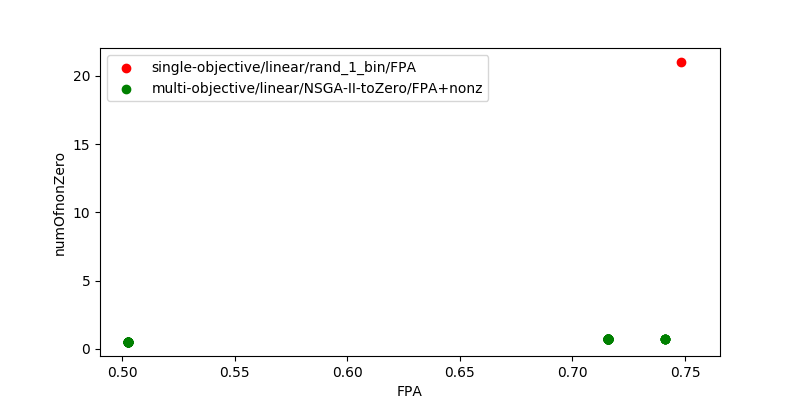 single-objective/linear/rand_1_bin/FPA
multi-objective/linear/NSGA-II-toZero/FPA+nonz
numOfnonZero
20
15
10
5
0
0.50 0.55 0.60 0.65 0.70 0.75
FPA